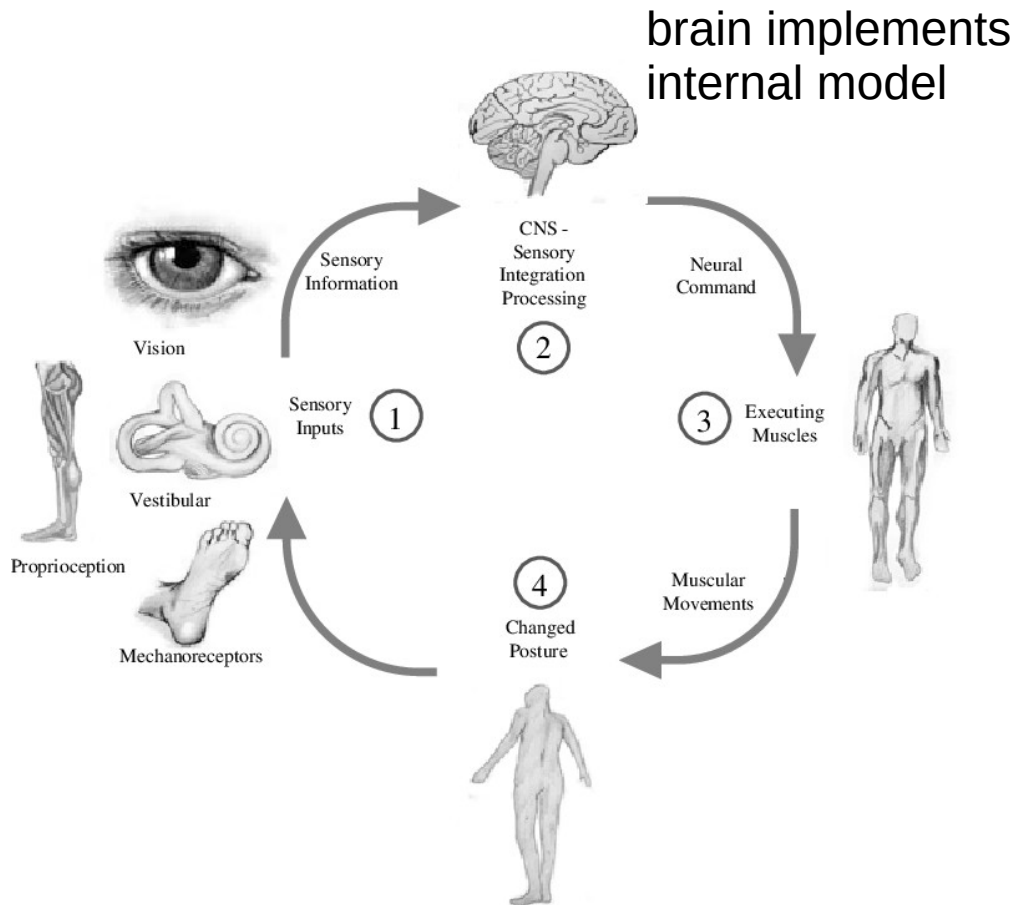 brain implements
internal model
CNS -
Sensory
Integration
Processing
2
Sensory
Information
Neural
Command
Vision
Sensory
Inputs
1
3
Executing
Muscles
Vestibular
Proprioception
Mechanoreceptors
4
Changed
Posture
Muscular
Movements